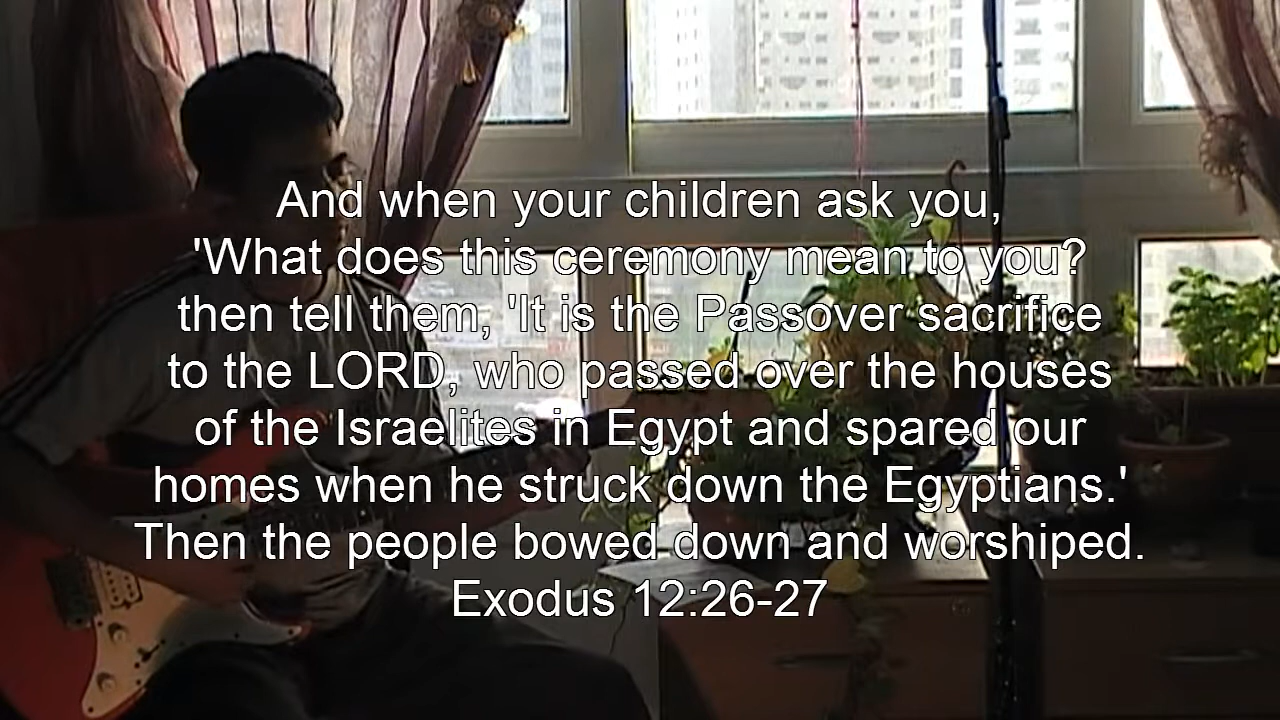 And when your children ask you,
'What does this ceremony mean to you?
then tell them, 'It is the Passover sacrifice
to the LORD, who passed over the houses
of the Israelites in Egypt and spared our
homes when he struck down the Egyptians.'
Then the people bowed down and worshiped.
Exodus 12:26-27